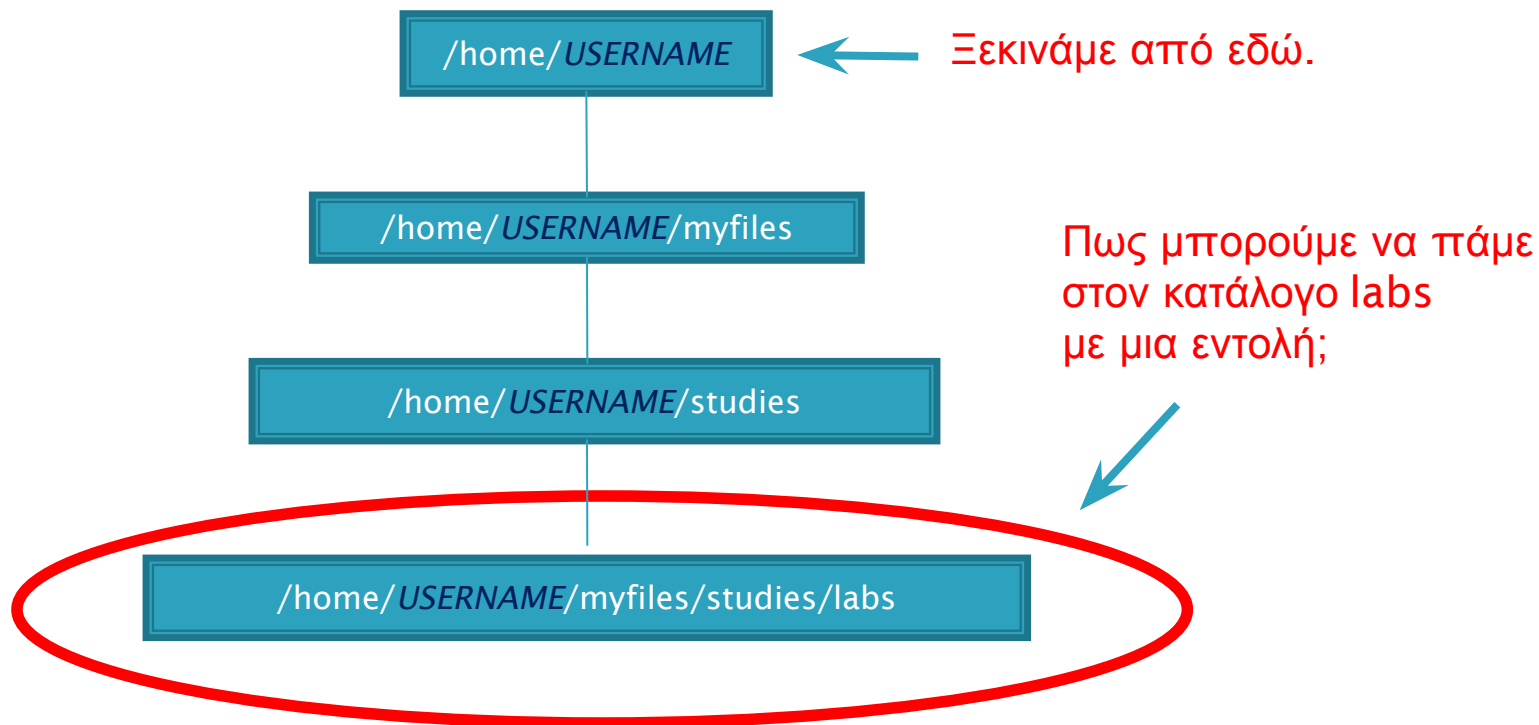 /home/USERNAME
Ξεκινάμε από εδώ.
/home/USERNAME/myfiles
Πως μπορούμε να πάμε
στον κατάλογο labs
με μια εντολή;
/home/USERNAME/studies
/home/USERNAME/myfiles/studies/labs